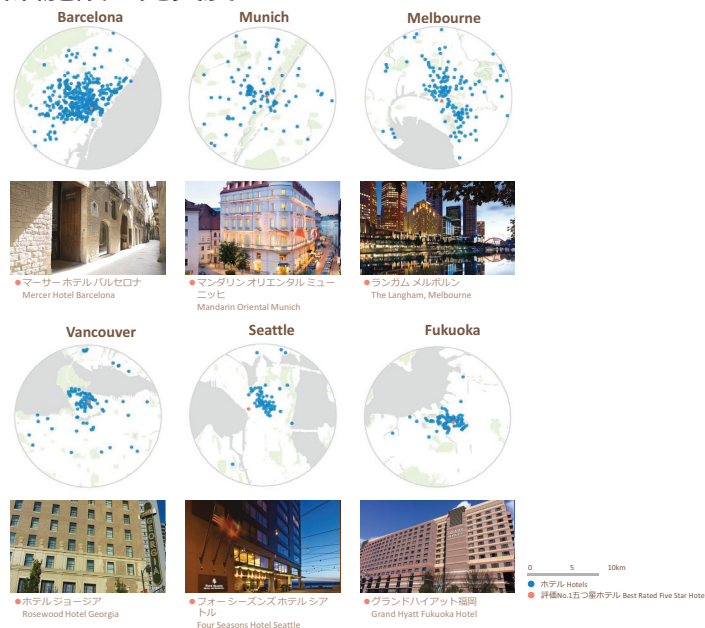 Barcelona
Munich
Melbourne
マーサー ホテル バルセロナ
Mercer Hotel Barcelona
マンダリン オリエンタル ミュー
ニッヒ
Mandarin Oriental Munich
ランガム メルボルン
The Langham, Melbourne
Vancouver
Seattle
Fukuoka
GEORGIA
ホテル ジョージア
Rosewood Hotel Georgia
フォーシーズンズ ホテル シア
トル
Four Seasons Hotel Seattle
グランドハイアット福岡
Grand Hyatt Fukuoka Hotel
0 5 10km
ホテル Hotels
評価No.1五つ星ホテル Best Rated Five Star Hote